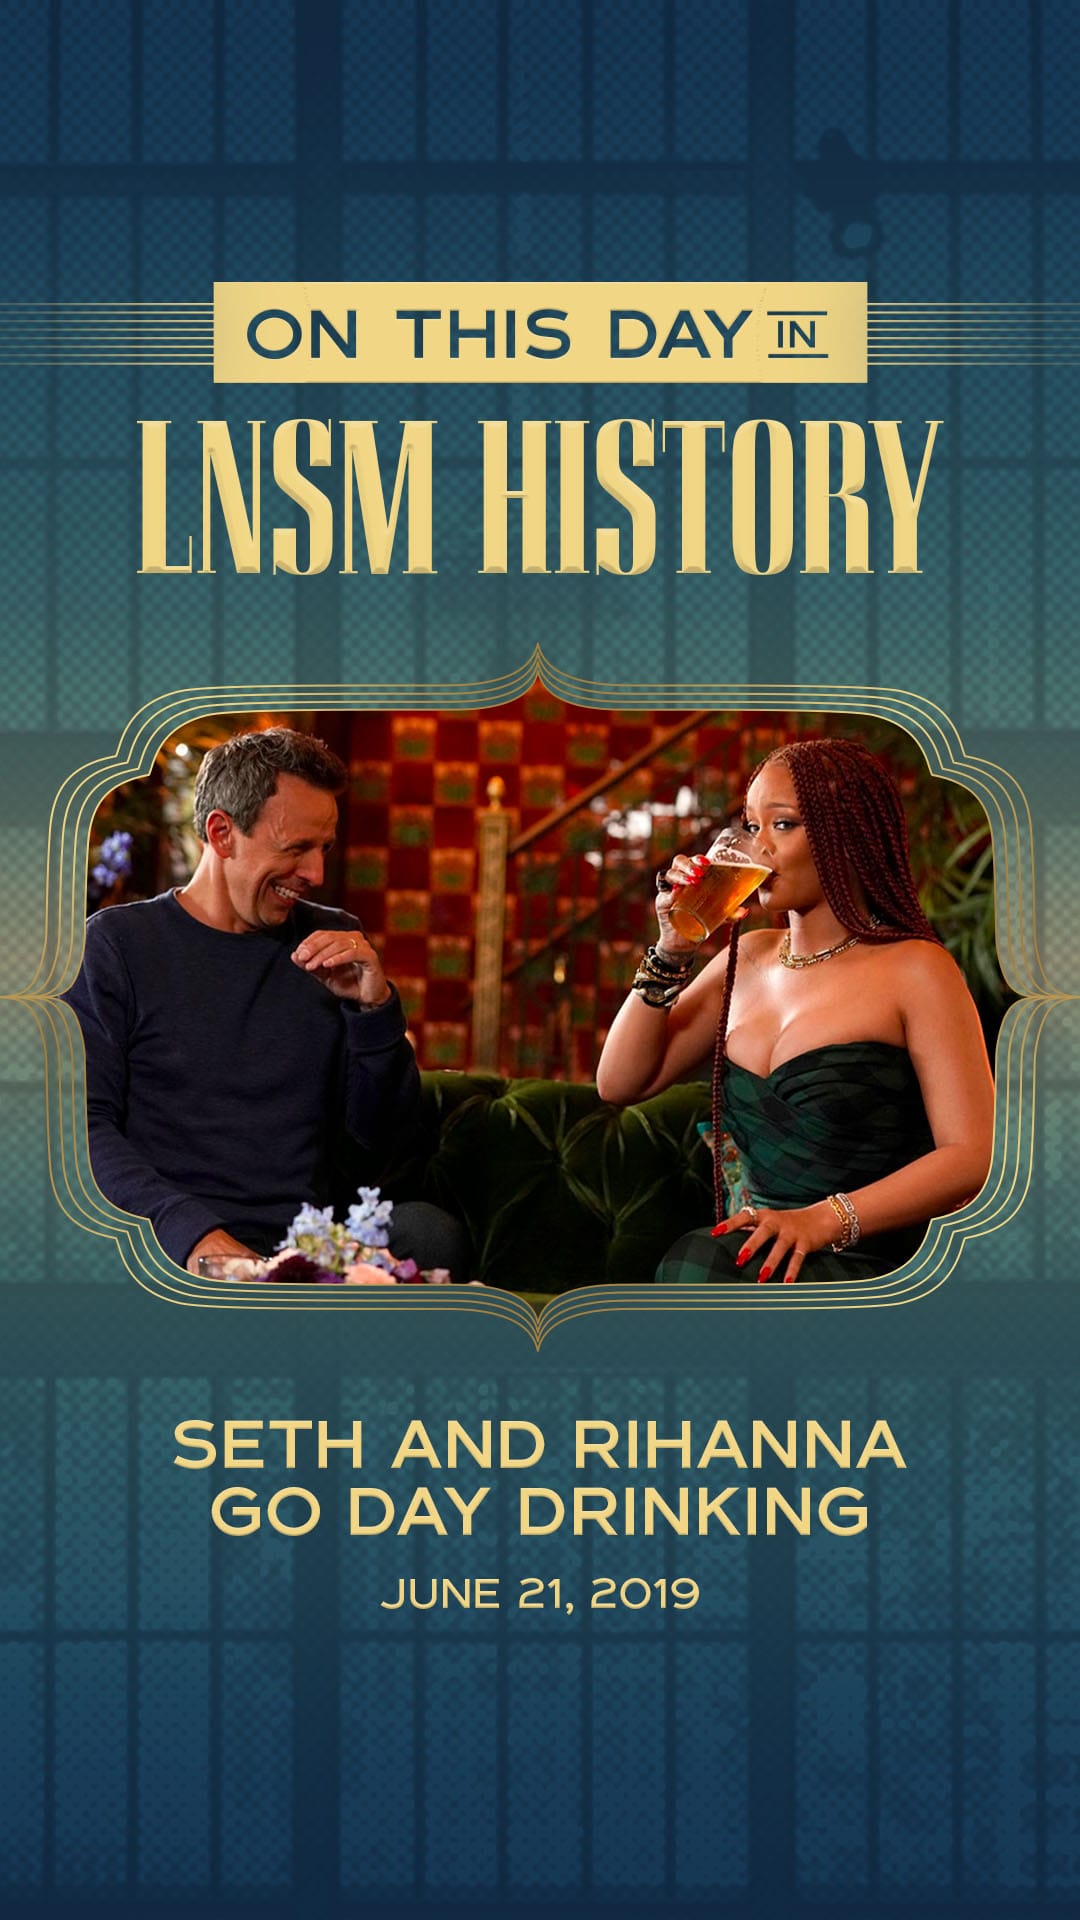 ON THIS DAY IN
LNSM HISTORY
SETH AND RIHANNA
GO DAY DRINKING
JUNE 21, 2019